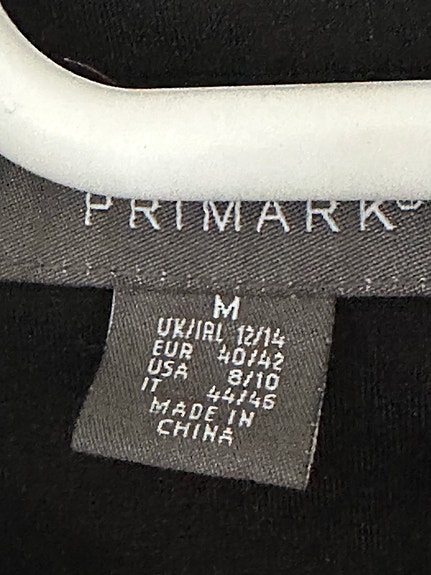 PRIMARK®
M
UK/IRL 12/14
EUR 40/42
USA 8/10
IT 44/46
MADE IN
CHINA